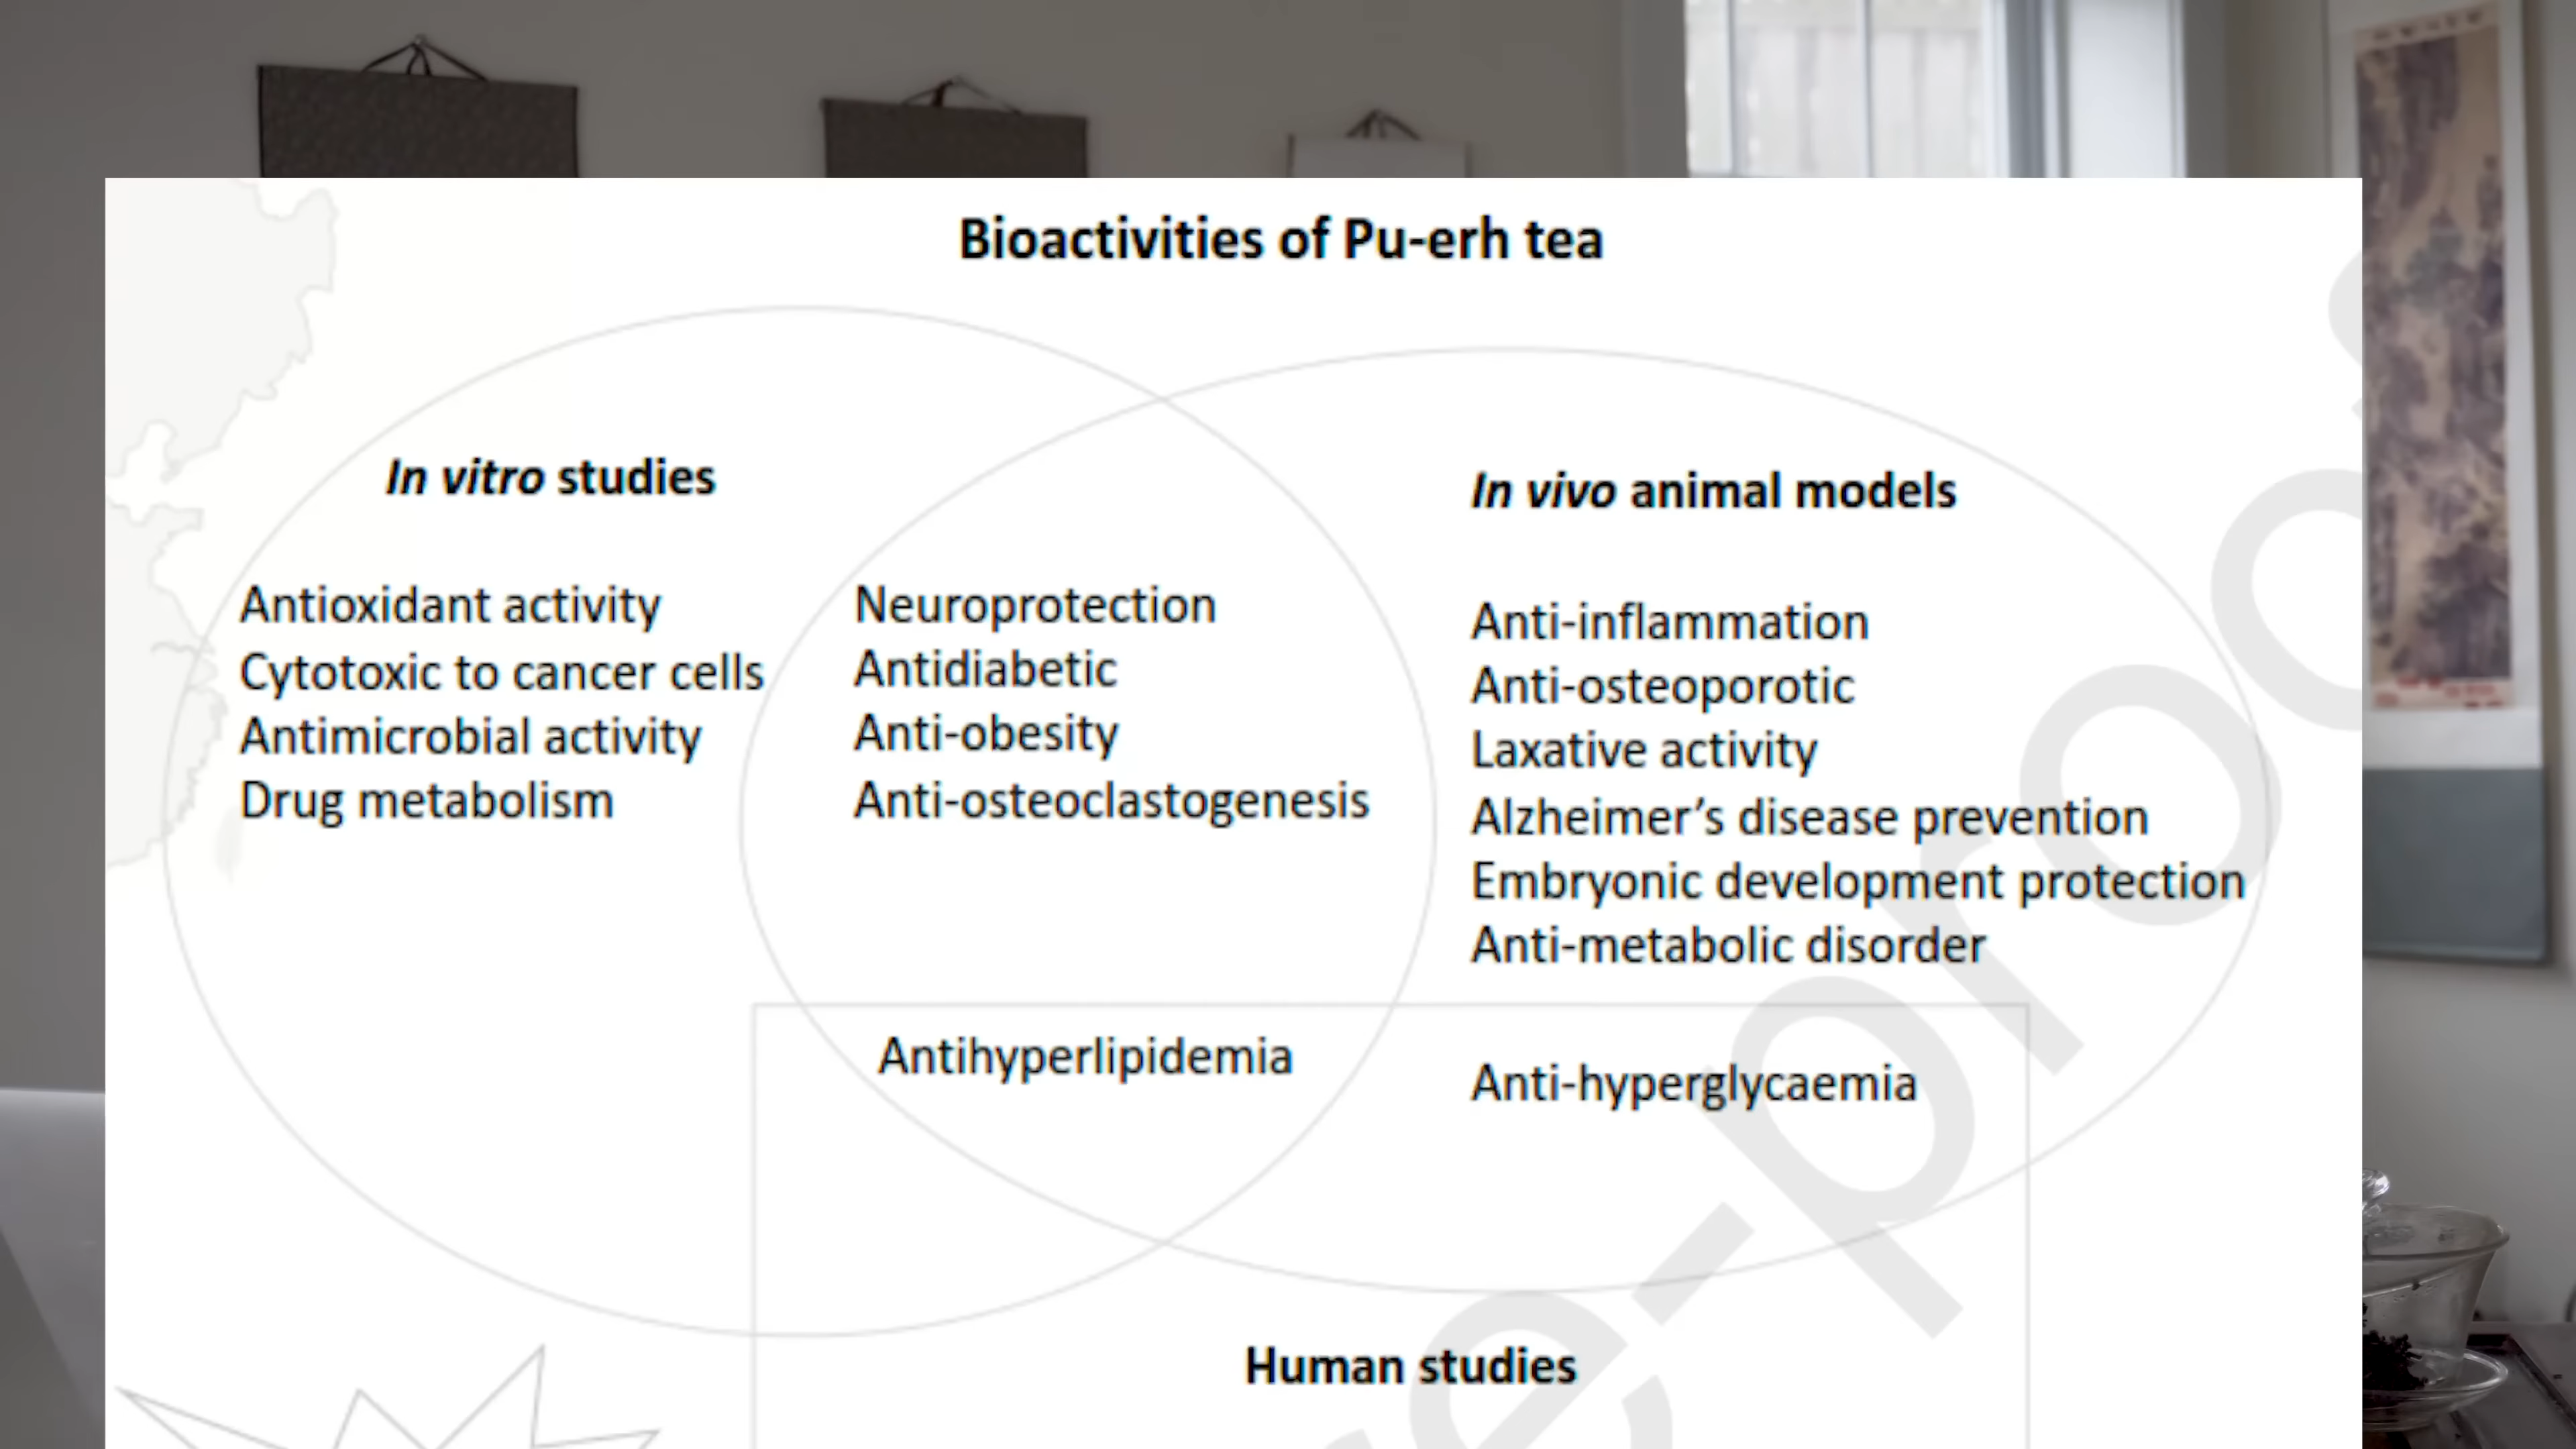 Bioactivities of Pu-erh tea
In vitro studies
Antioxidant activity
Cytotoxic to cancer cells
Antimicrobial activity
Drug metabolism
Neuroprotection
Antidiabetic
Anti-obesity
Anti-osteoclastogenesis
In vivo animal models
Anti-inflammation
Anti-osteoporotic
Laxative activity
Alzheimer’s disease prevention
Embryonic development protection
Anti-metabolic disorder
Antihyperlipidemia
Anti-hyperglycaemia
Human studies